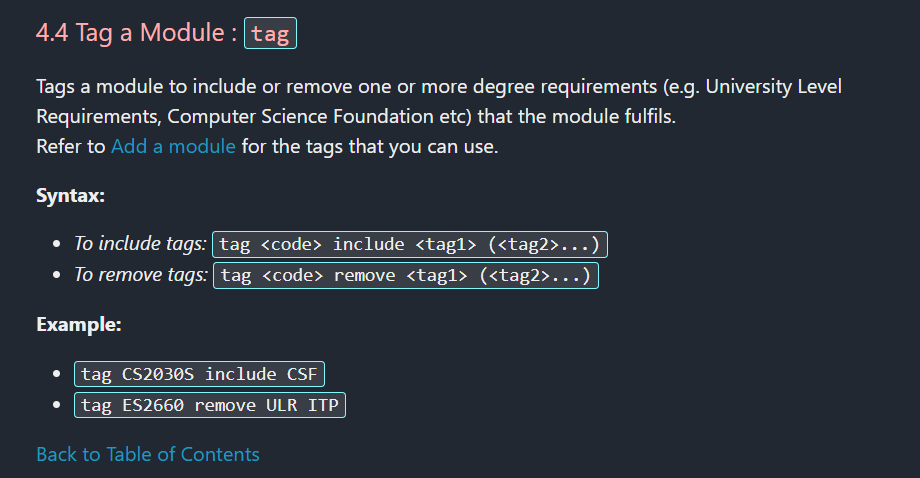 4.4 Tag a Module : tag
Tags a module to include or remove one or more degree requirements (e.g. University Level
Requirements, Computer Science Foundation etc) that the module fulfils.
Refer to Add a module for the tags that you can use.
Syntax:
• To include tags: tag <code> include <tag1> (<tag2>...)
• To remove tags: tag <code> remove <tag1> (<tag2>...)
Example:
• tag CS2030S include CSF
• tag ES2660 remove ULR ITP
Back to Table of Contents